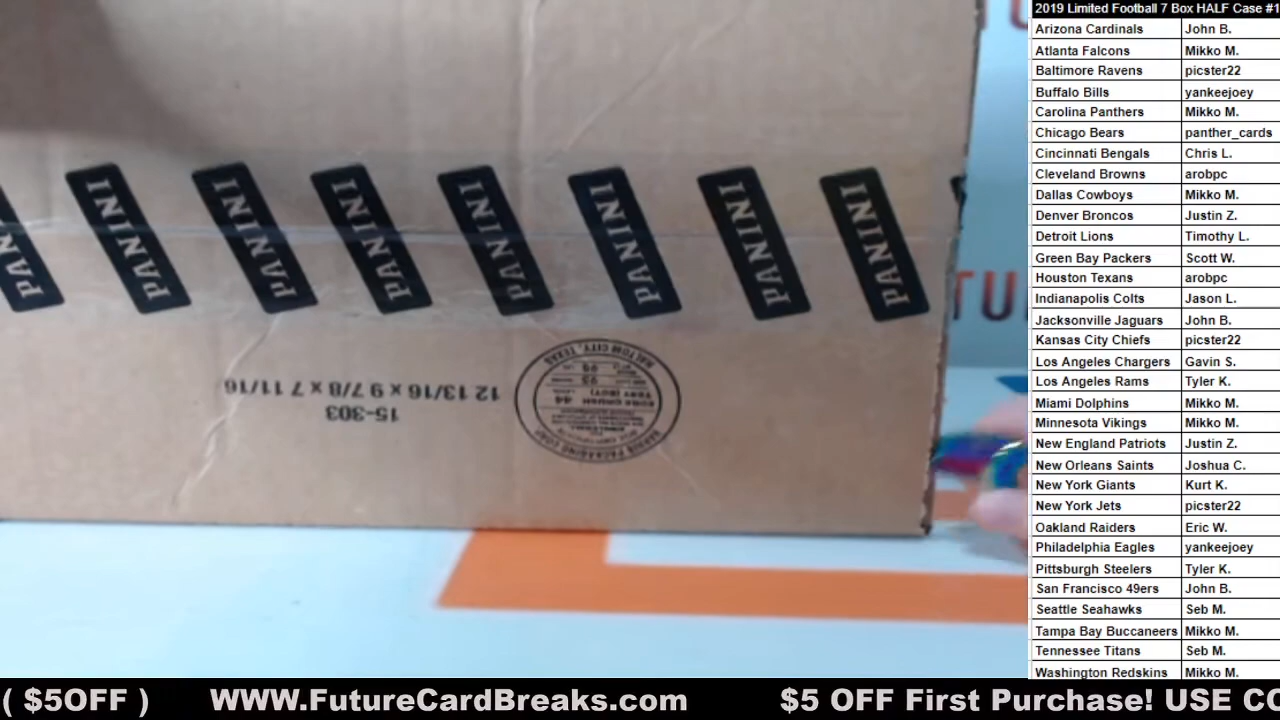 2019 Limited Football 7 Box HALF Case #1
Arizona Cardinals John B.
Atlanta Falcons Mikko M.
Baltimore Ravens picster22
Buffalo Bills yankeejoey
Carolina Panthers Mikko M.
Chicago Bears panther_cards
Cincinnati Bengals Chris L.
Cleveland Browns arobpc
Dallas Cowboys Mikko M.
Denver Broncos Justin Z.
Detroit Lions Timothy L.
Green Bay Packers Scott W.
Houston Texans arobpc
Indianapolis Colts Jason L.
Jacksonville Jaguars John B.
Kansas City Chiefs picster22
Los Angeles Chargers Gavin S.
Los Angeles Rams Tyler K.
Miami Dolphins Mikko M.
Minnesota Vikings Mikko M.
New England Patriots Justin Z.
New Orleans Saints Joshua C.
New York Giants Kurt K.
New York Jets picster22
Oakland Raiders Eric W.
Philadelphia Eagles yankeejoey
Pittsburgh Steelers Tyler K.
San Francisco 49ers John B.
Seattle Seahawks Seb M.
Tampa Bay Buccaneers Mikko M.
Tennessee Titans Seb M.
Washington Redskins Mikko M.
PANINI PANINI PANINI PANINI PANINI PANINI PANINI PANINI
15-303
12 13/16 x 9 7/8 x 7 11/16
( $5OFF ) WWW.FutureCardBreaks.com $5 OFF First Purchase! USE CO